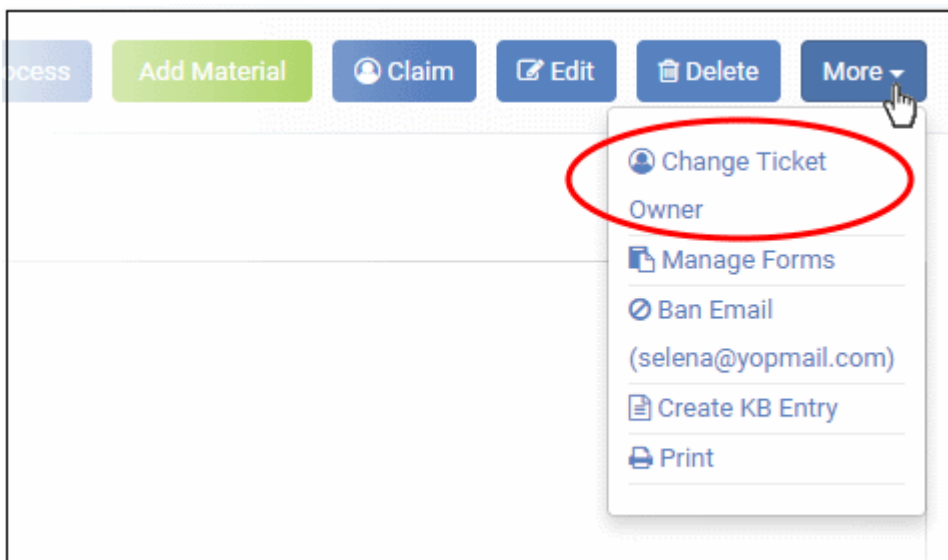 ocess Add Material Claim Edit Delete More
Change Ticket
Owner
Manage Forms
Ban Email
(selena@yopmail.com)
Create KB Entry
Print